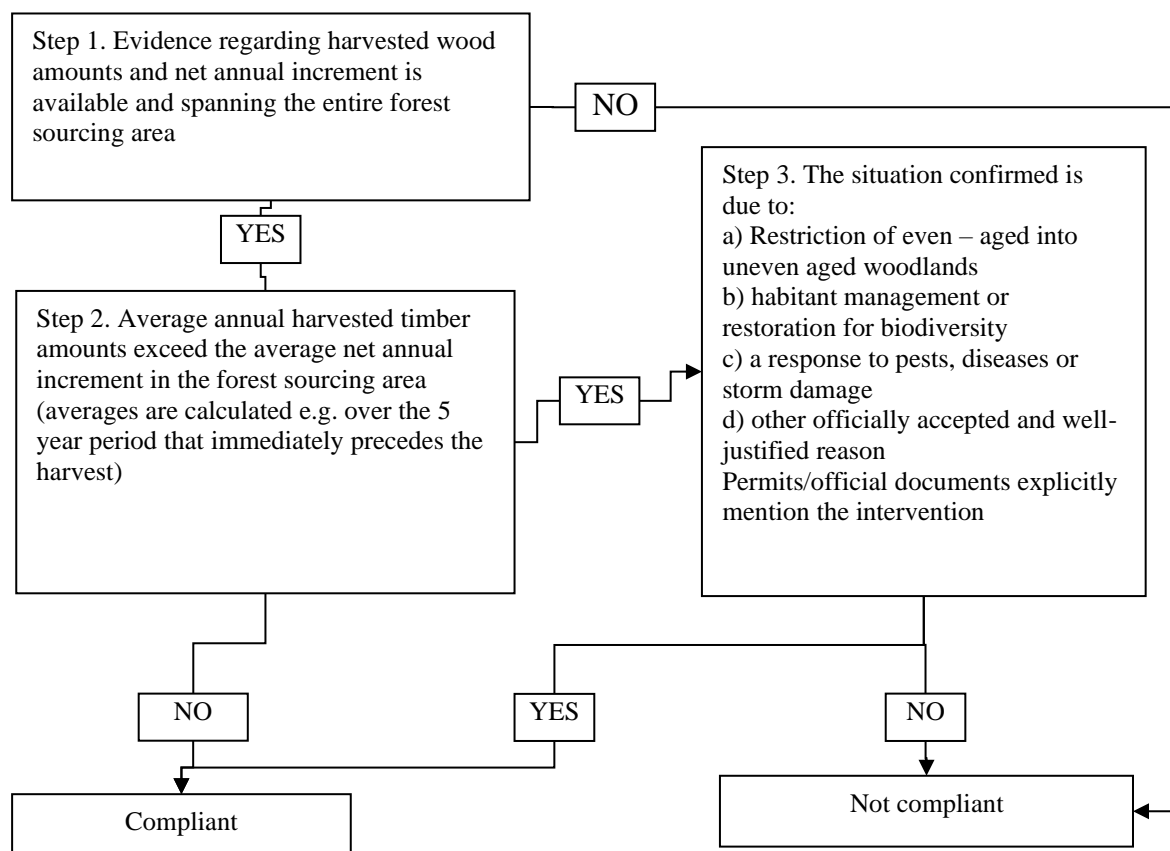 Step 1. Evidence regarding harvested wood
amounts and net annual increment is
available and spanning the entire forest
sourcing area
NO
YES
Step 2. Average annual harvested timber
amounts exceed the average net annual
increment in the forest sourcing area
(averages are calculated e.g. over the 5
year period that immediately precedes the
harvest)
YES
Step 3. The situation confirmed is
due to:
a) Restriction of even – aged into
uneven aged woodlands
b) habitant management or
restoration for biodiversity
c) a response to pests, diseases or
storm damage
d) other officially accepted and well-
justified reason
Permits/official documents explicitly
mention the intervention
NO
YES
NO
Compliant
Not compliant